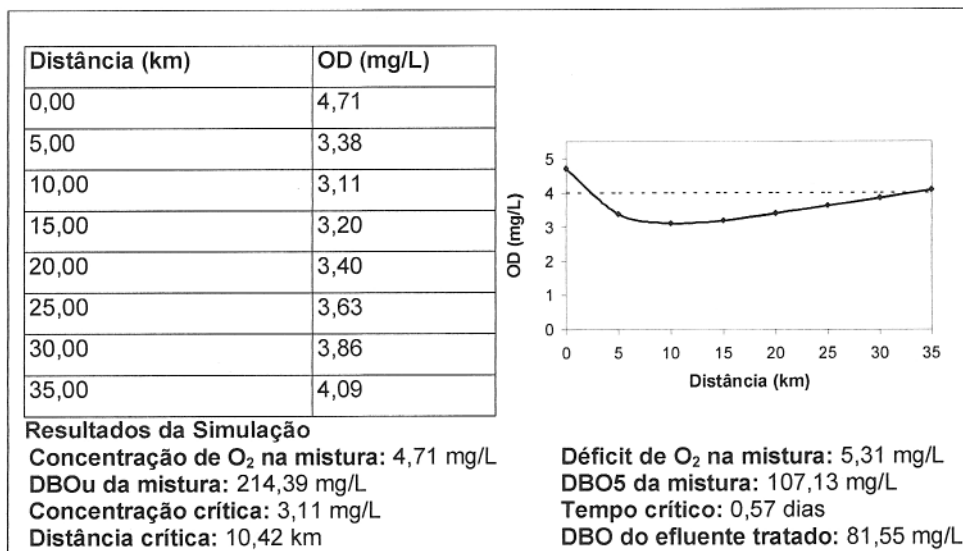 Distância (km) OD (mg/L)
0,00 4,71
5,00 3,38
10,00 3,11
15,00 3,20
20,00 3,40
25,00 3,63
30,00 3,86
35,00 4,09
OD (mg/L)
5
4
3
2
1
0
0 5 10 15 20 25 30 35
Distância (km)
Resultados da Simulação
Concentração de O₂ na mistura: 4,71 mg/L
DBOu da mistura: 214,39 mg/L
Concentração crítica: 3,11 mg/L
Distância crítica: 10,42 km
Déficit de O₂ na mistura: 5,31 mg/L
DBO5 da mistura: 107,13 mg/L
Tempo crítico: 0,57 dias
DBO do efluente tratado: 81,55 mg/L